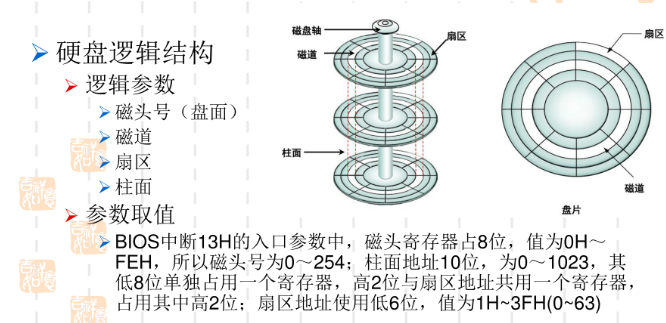 硬盘逻辑结构
逻辑参数
磁头号（盘面）
磁道
扇区
柱面
参数取值
BIOS中断13H的入口参数中，磁头寄存器占8位，值为0H～
FEH，所以磁头号为0～254；柱面地址10位，为0～1023，其
低8位单独占用一个寄存器，高2位与扇区地址共用一个寄存器，
占用其中高2位；扇区地址使用低6位，值为1H~3FH(0~63)
磁盘轴
扇区
磁道
柱面
扇区
磁道
盘片